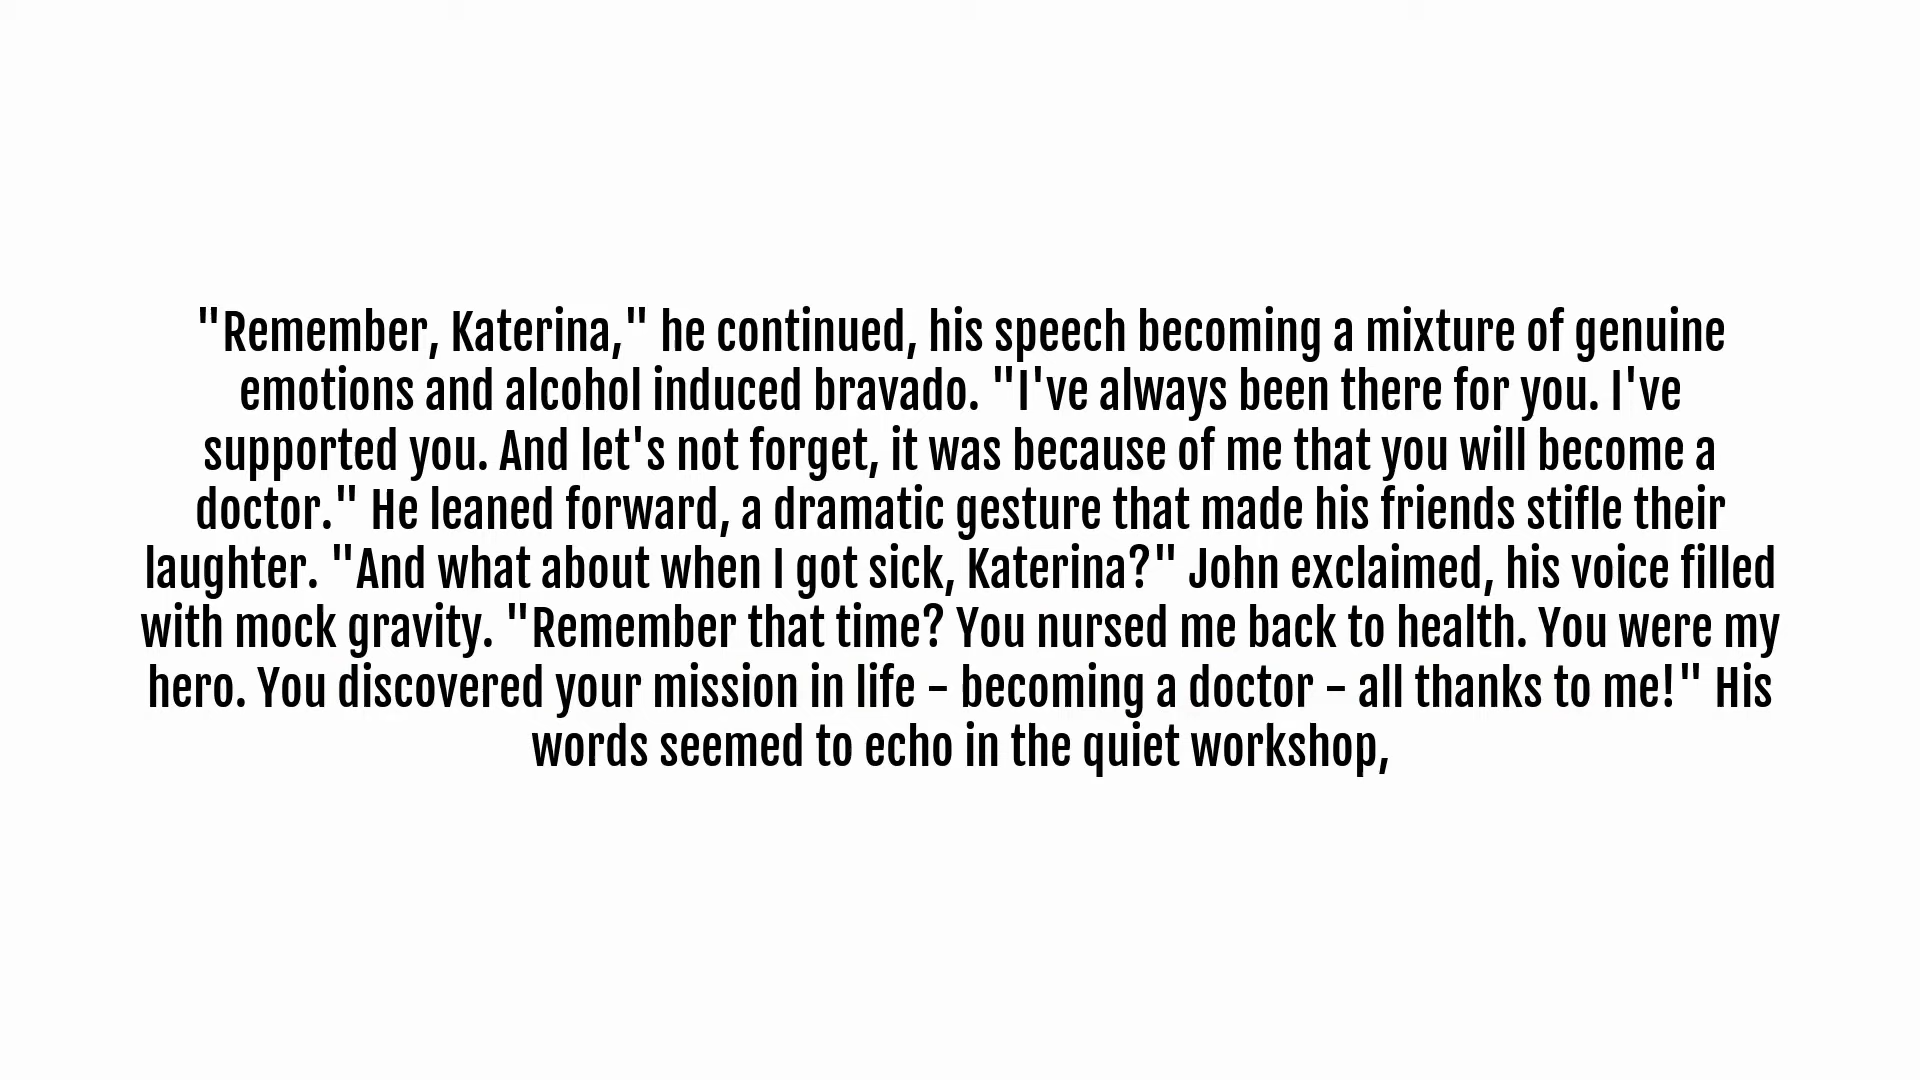 "Remember, Katerina," he continued, his speech becoming a mixture of genuine
emotions and alcohol induced bravado. "I've always been there for you. I've
supported you. And let's not forget, it was because of me that you will become a
doctor." He leaned forward, a dramatic gesture that made his friends stifle their
laughter. "And what about when I got sick, Katerina?" John exclaimed, his voice filled
with mock gravity. "Remember that time? You nursed me back to health. You were my
hero. You discovered your mission in life - becoming a doctor - all thanks to me!" His
words seemed to echo in the quiet workshop,